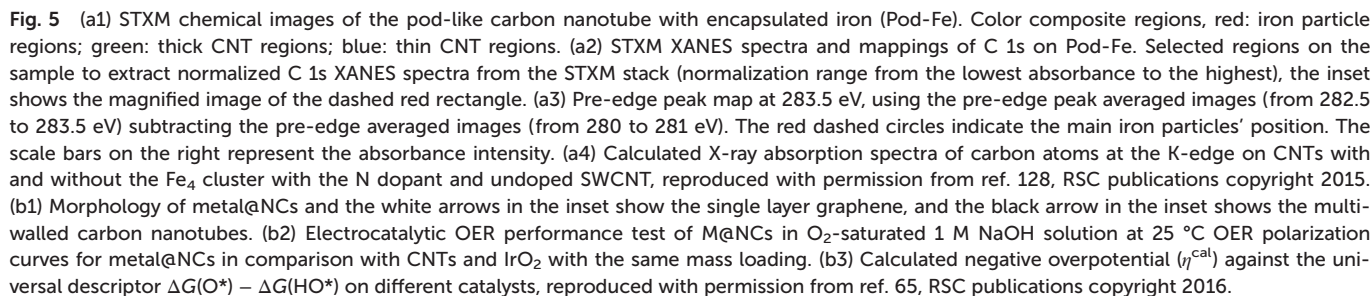 Fig. 5 (a1) STXM chemical images of the pod-like carbon nanotube with encapsulated iron (Pod-Fe). Color composite regions, red: iron particle
regions; green: thick CNT regions; blue: thin CNT regions. (a2) STXM XANES spectra and mappings of C 1s on Pod-Fe. Selected regions on the
sample to extract normalized C 1s XANES spectra from the STXM stack (normalization range from the lowest absorbance to the highest), the inset
shows the magnified image of the dashed red rectangle. (a3) Pre-edge peak map at 283.5 eV, using the pre-edge peak averaged images (from 282.5
to 283.5 eV) subtracting the pre-edge averaged images (from 280 to 281 eV). The red dashed circles indicate the main iron particles' position. The
scale bars on the right represent the absorbance intensity. (a4) Calculated X-ray absorption spectra of carbon atoms at the K-edge on CNTs with
and without the Fe₄ cluster with the N dopant and undoped SWCNT, reproduced with permission from ref. 128, RSC publications copyright 2015.
(b1) Morphology of metal@NCs and the white arrows in the inset show the single layer graphene, and the black arrow in the inset shows the multi-
walled carbon nanotubes. (b2) Electrocatalytic OER performance test of M@NCs in O₂-saturated 1 M NaOH solution at 25 °C OER polarization
curves for metal@NCs in comparison with CNTs and IrO₂ with the same mass loading. (b3) Calculated negative overpotential (η^cal) against the uni-
versal descriptor ΔG(O*) − ΔG(HO*) on different catalysts, reproduced with permission from ref. 65, RSC publications copyright 2016.